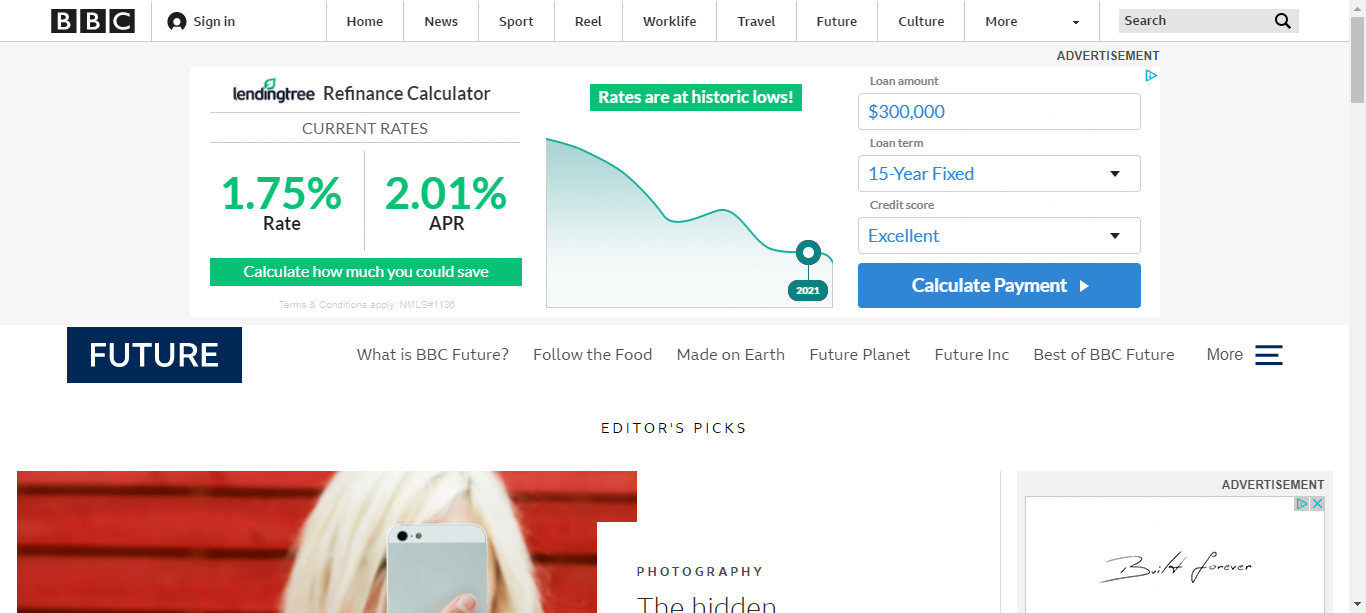 BBC
Sign in
Home
News
Sport
Reel
Worklife
Travel
Future
Culture
More
Search
ADVERTISEMENT
lendingtree Refinance Calculator
CURRENT RATES
1.75%
Rate
2.01%
APR
Calculate how much you could save
Terms & Conditions apply. NMLS#1136
Rates are at historic lows!
2021
Loan amount
$300,000
Loan term
15-Year Fixed
Credit score
Excellent
Calculate Payment
FUTURE
What is BBC Future?
Follow the Food
Made on Earth
Future Planet
Future Inc
Best of BBC Future
More
EDITOR'S PICKS
PHOTOGRAPHY
The hidden
ADVERTISEMENT
Built forever